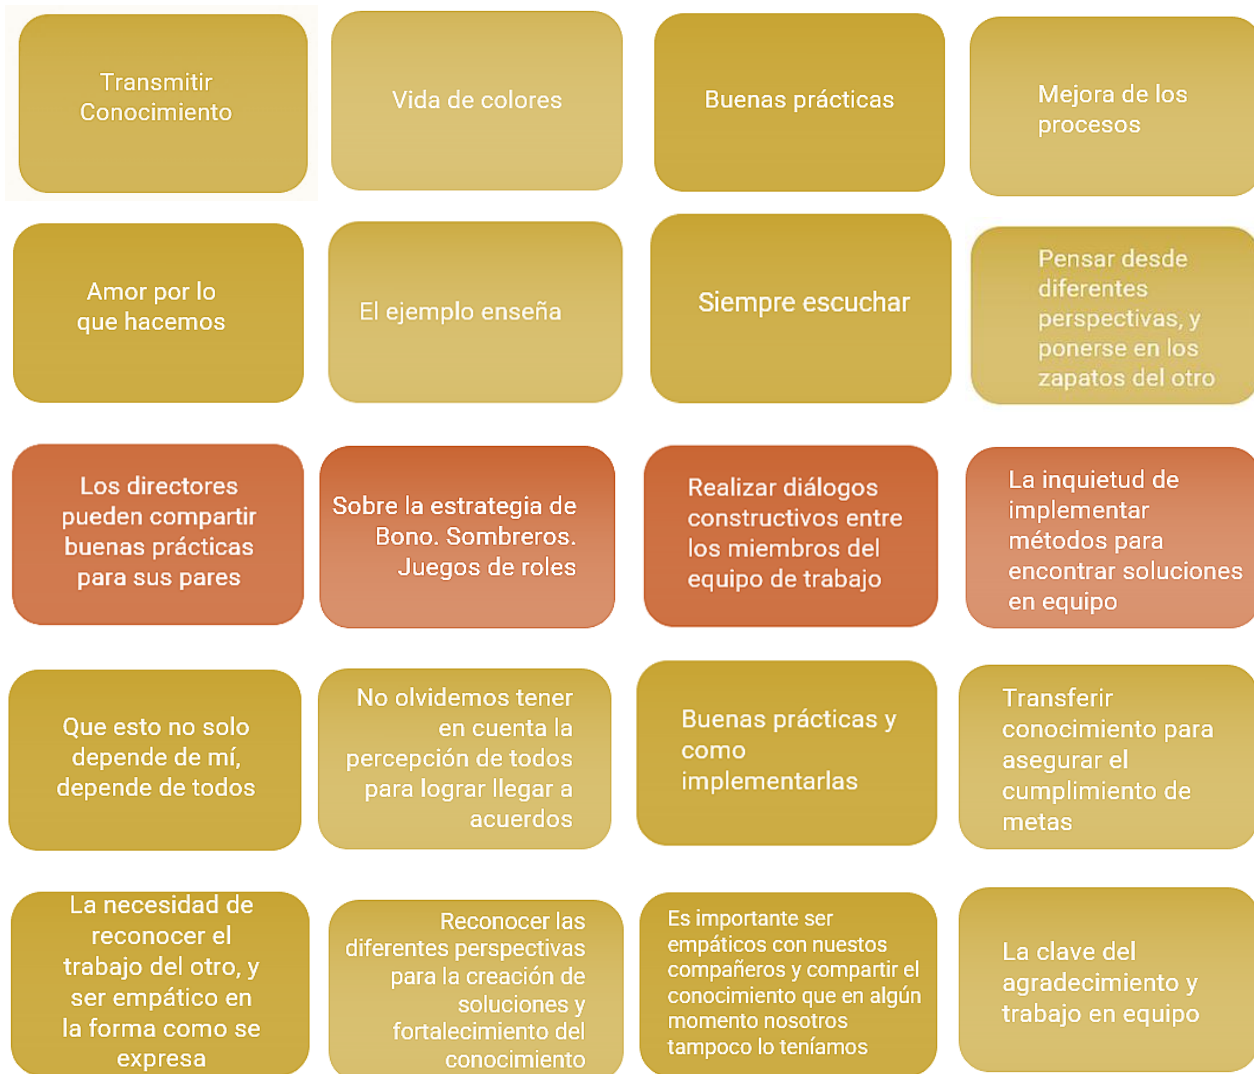 Transmitir
Conocimiento
Vida de colores
Buenas prácticas
Mejora de los
procesos
Amor por lo
que hacemos
El ejemplo enseña
Siempre escuchar
Pensar desde
diferentes
perspectivas, y
ponerse en los
zapatos del otro
Los directores
pueden compartir
buenas prácticas
para sus pares
Sobre la estrategia de
Bono. Sombreros.
Juegos de roles
Realizar diálogos
constructivos entre
los miembros del
equipo de trabajo
La inquietud de
implementar
métodos para
encontrar soluciones
en equipo
Que esto no solo
depende de mí,
depende de todos
No olvidemos tener
en cuenta la
percepción de todos
para lograr llegar a
acuerdos
Buenas prácticas y
como
implementarlas
Transferir
conocimiento para
asegurar el
cumplimiento de
metas
La necesidad de
reconocer el
trabajo del otro, y
ser empático en
la forma como se
expresa
Reconocer las
diferentes perspectivas
para la creación de
soluciones y
fortalecimiento del
conocimiento
Es importante ser
empáticos con nuestos
compañeros y compartir el
conocimiento que en algún
momento nosotros
tampoco lo teníamos
La clave del
agradecimiento y
trabajo en equipo